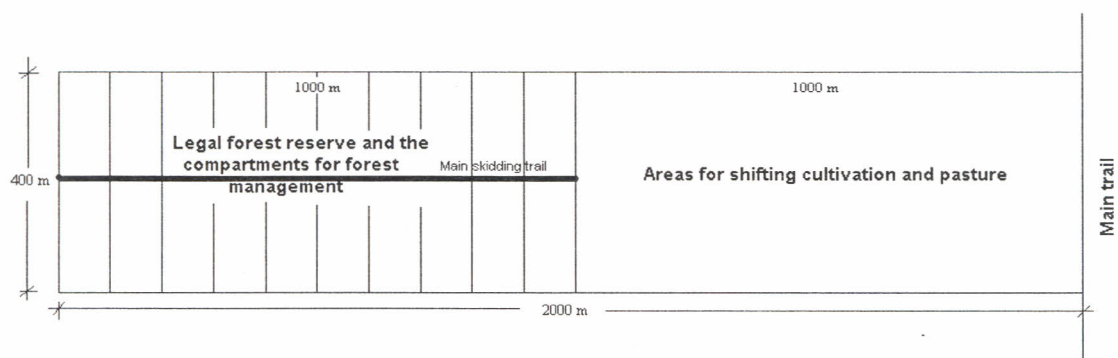 1000 m
1000 m
Legal forest reserve and the
compartments for forest
management
Main skidding trail
400 m
Areas for shifting cultivation and pasture
Main trail
2000 m